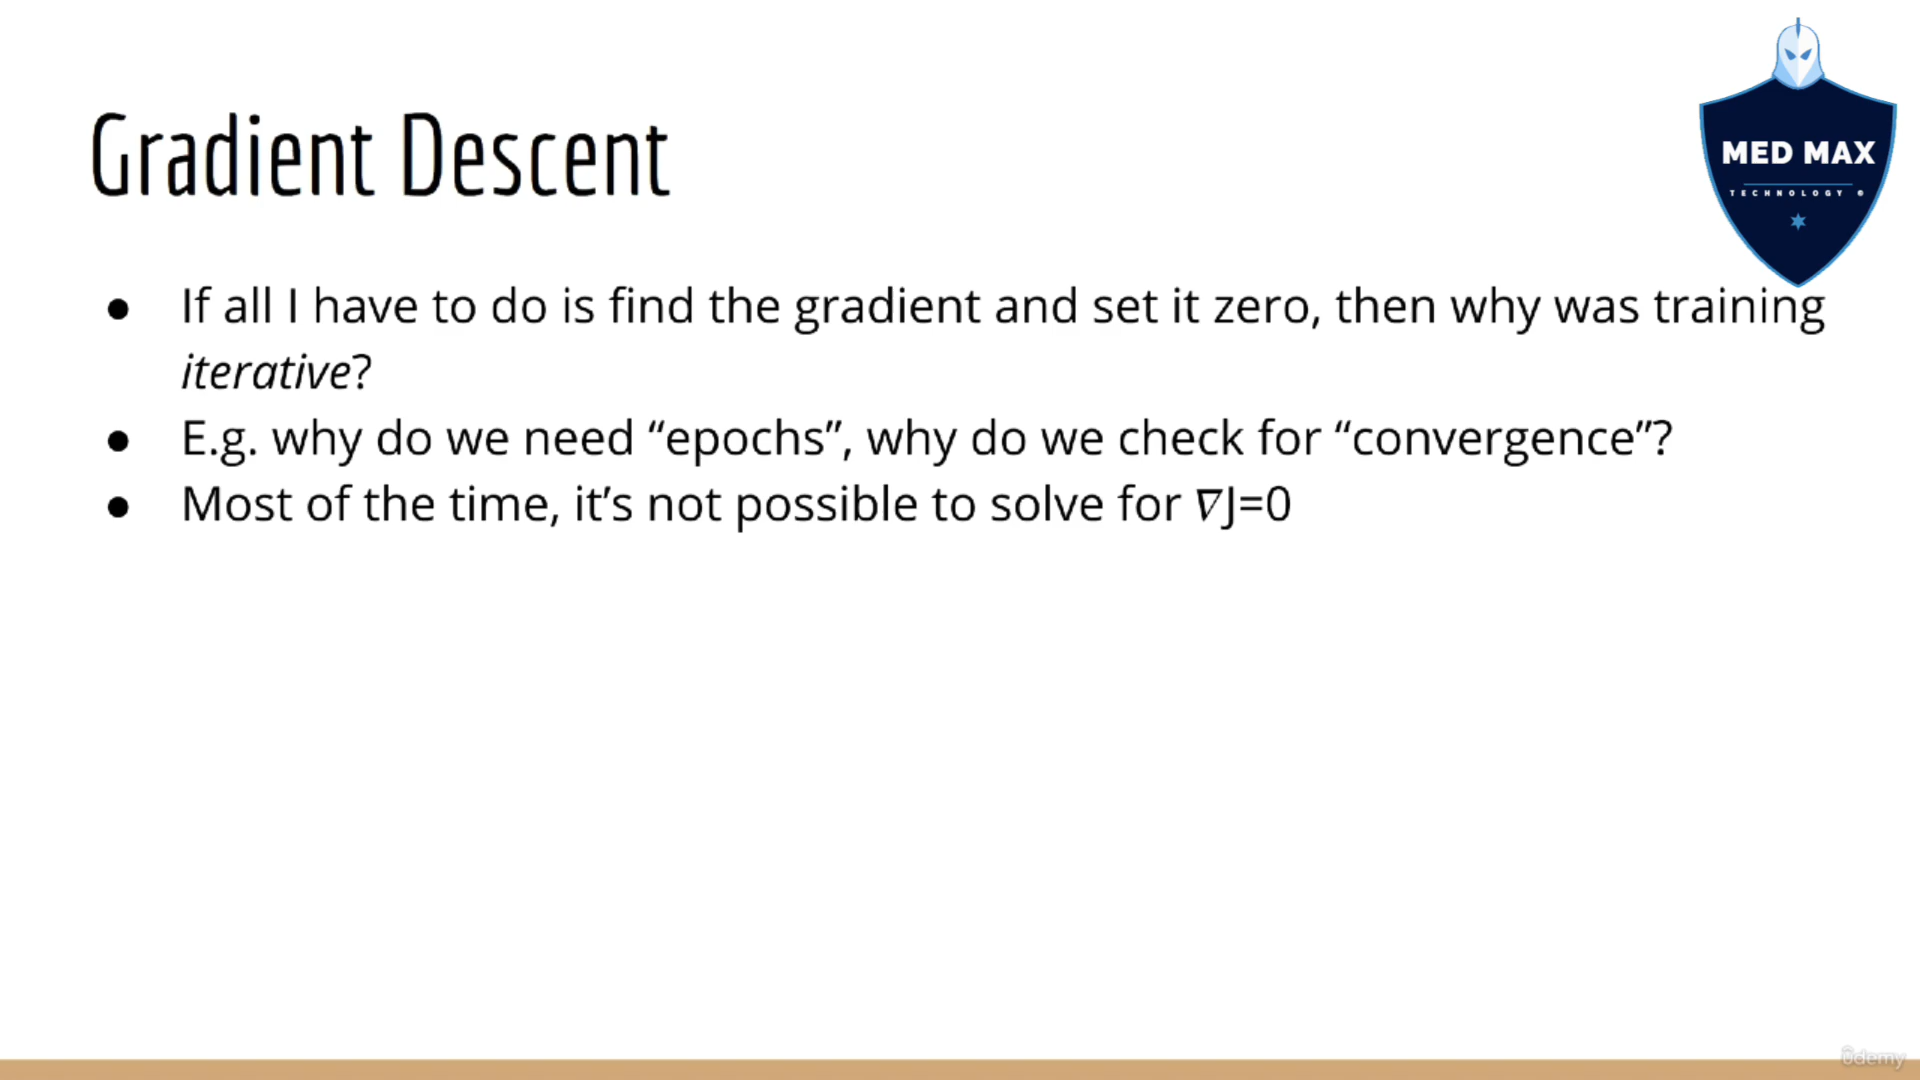 MED MAX
TECHNOLOGY ®
Gradient Descent
● If all I have to do is find the gradient and set it zero, then why was training
iterative?
● E.g. why do we need “epochs”, why do we check for “convergence”?
● Most of the time, it’s not possible to solve for ∇J=0
ûdemy